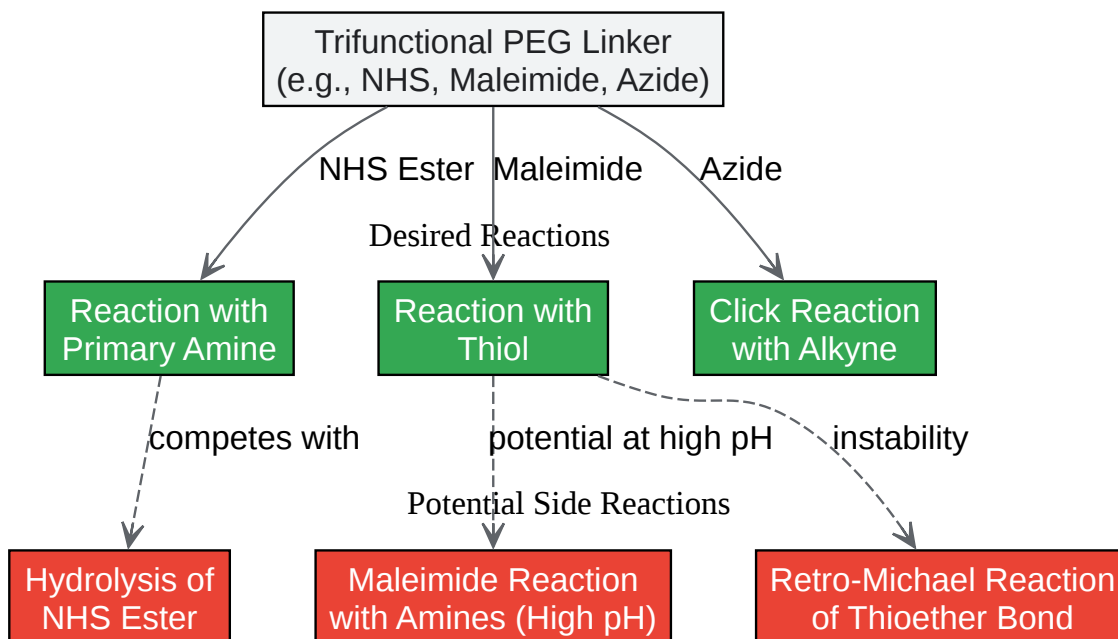 Trifunctional PEG Linker
(e.g., NHS, Maleimide, Azide)
NHS Ester
Maleimide
Azide
Desired Reactions
Reaction with
Primary Amine
Reaction with
Thiol
Click Reaction
with Alkyne
competes with
potential at high pH
instability
Potential Side Reactions
Hydrolysis of
NHS Ester
Maleimide Reaction
with Amines (High pH)
Retro-Michael Reaction
of Thioether Bond